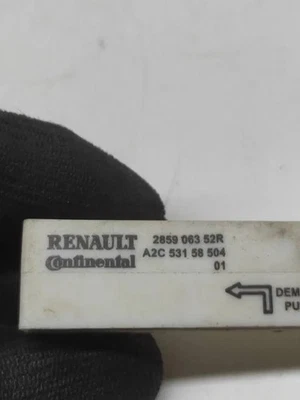 RENAULT 2859 063 52R
Continental A2C 531 58 504
01
DEM
PU